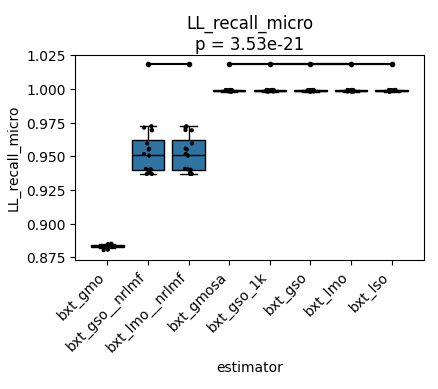 LL_recall_micro
p = 3.53e-21
1.025
1.000
0.975
0.950
0.925
0.900
0.875
LL_recall_micro
bxt_gmo
bxt_gso__nrlmf
bxt_lmo__nrlmf
bxt_gmosa
bxt_gso_1k
bxt_gso
bxt_lmo
bxt_lso
estimator